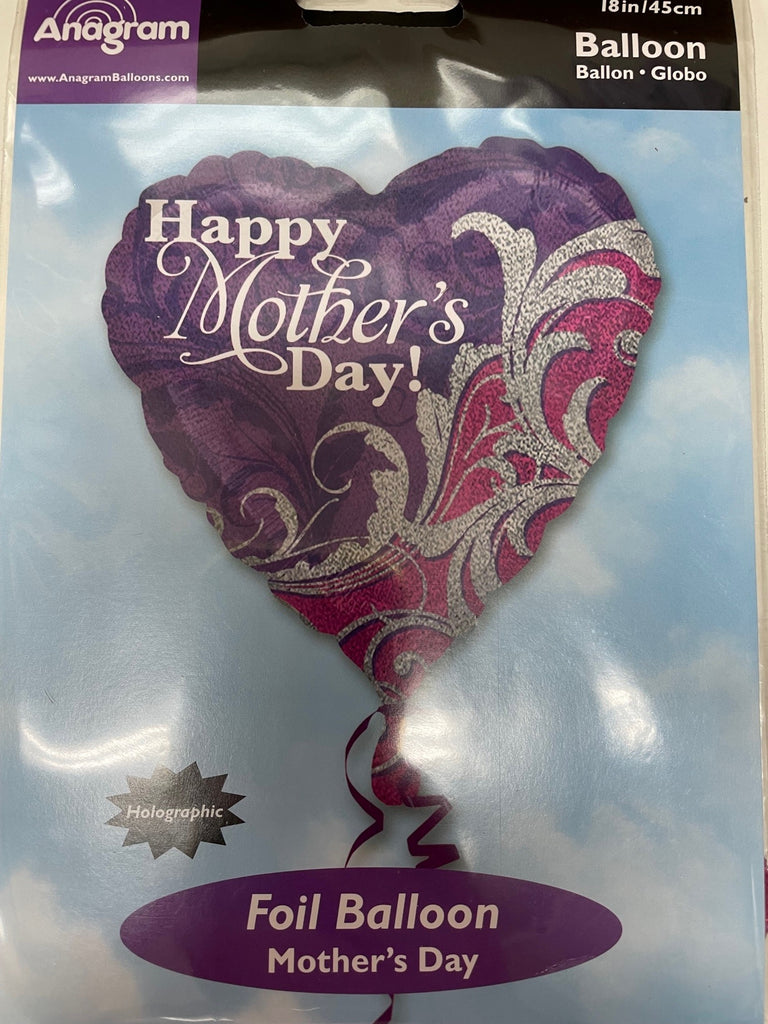 Anagram
www.AnagramBalloons.com
18in/45cm
Balloon
Ballon • Globo
Happy
Mother's
Day!
Holographic
Foil Balloon
Mother's Day